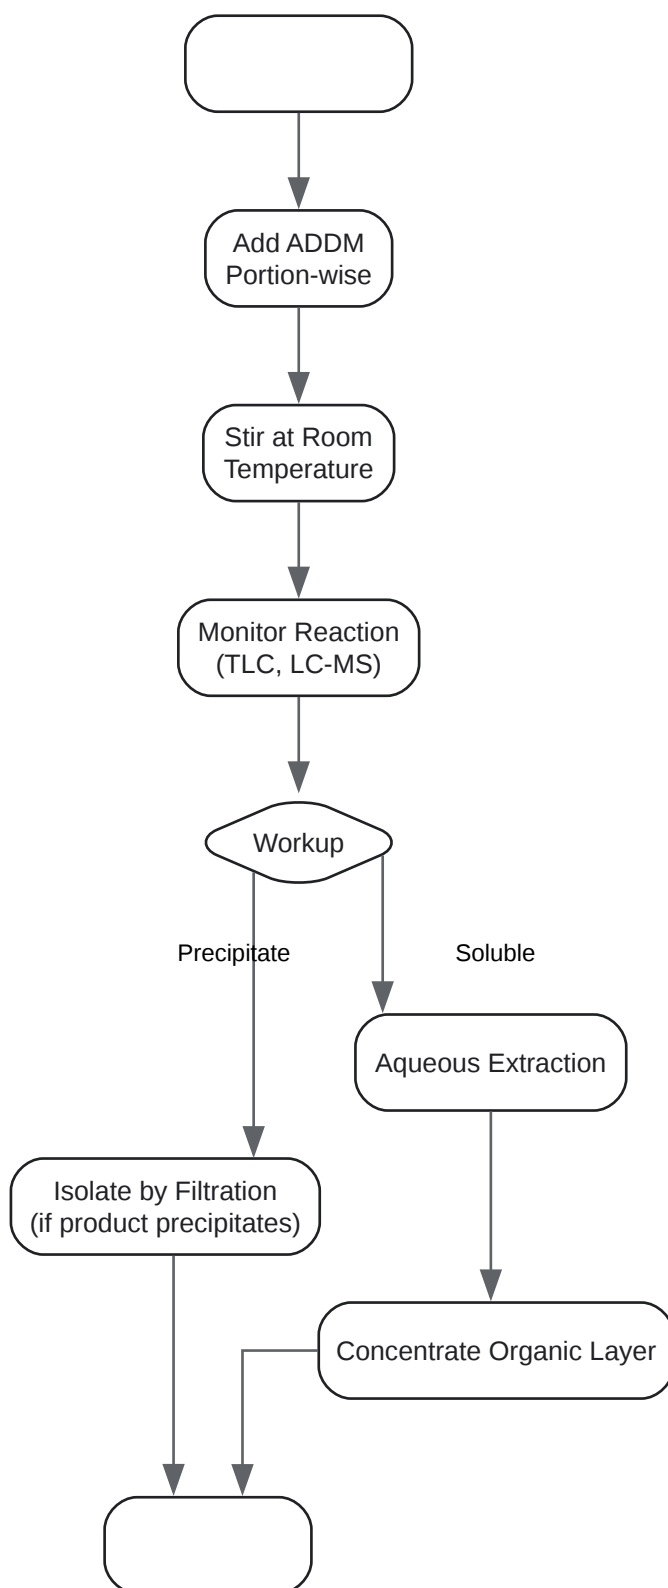 Add ADDM
Portion-wise
Stir at Room
Temperature
Monitor Reaction
(TLC, LC-MS)
Workup
Precipitate
Soluble
Aqueous Extraction
Isolate by Filtration
(if product precipitates)
Concentrate Organic Layer